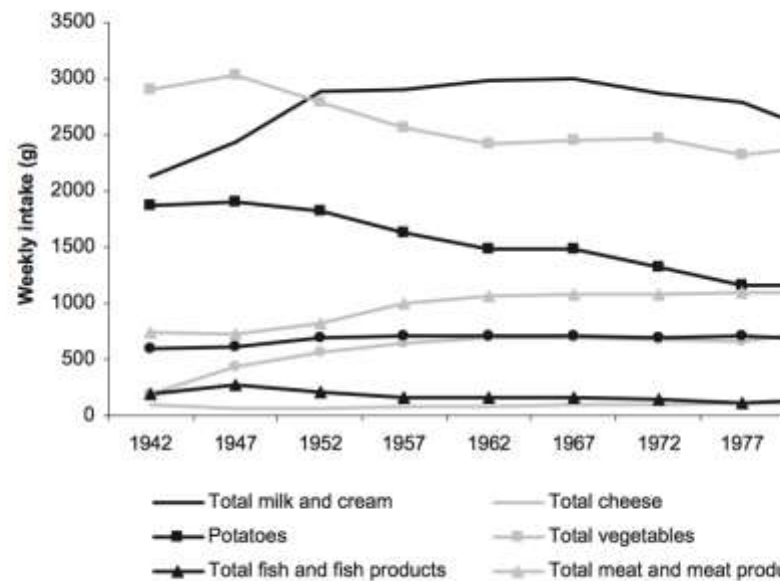 3500
3000
2500
2000
1500
1000
500
0
Weekly intake (g)
1942 1947 1952 1957 1962 1967 1972 1977
Total milk and cream Total cheese
Potatoes Total vegetables
Total fish and fish products Total meat and meat produ